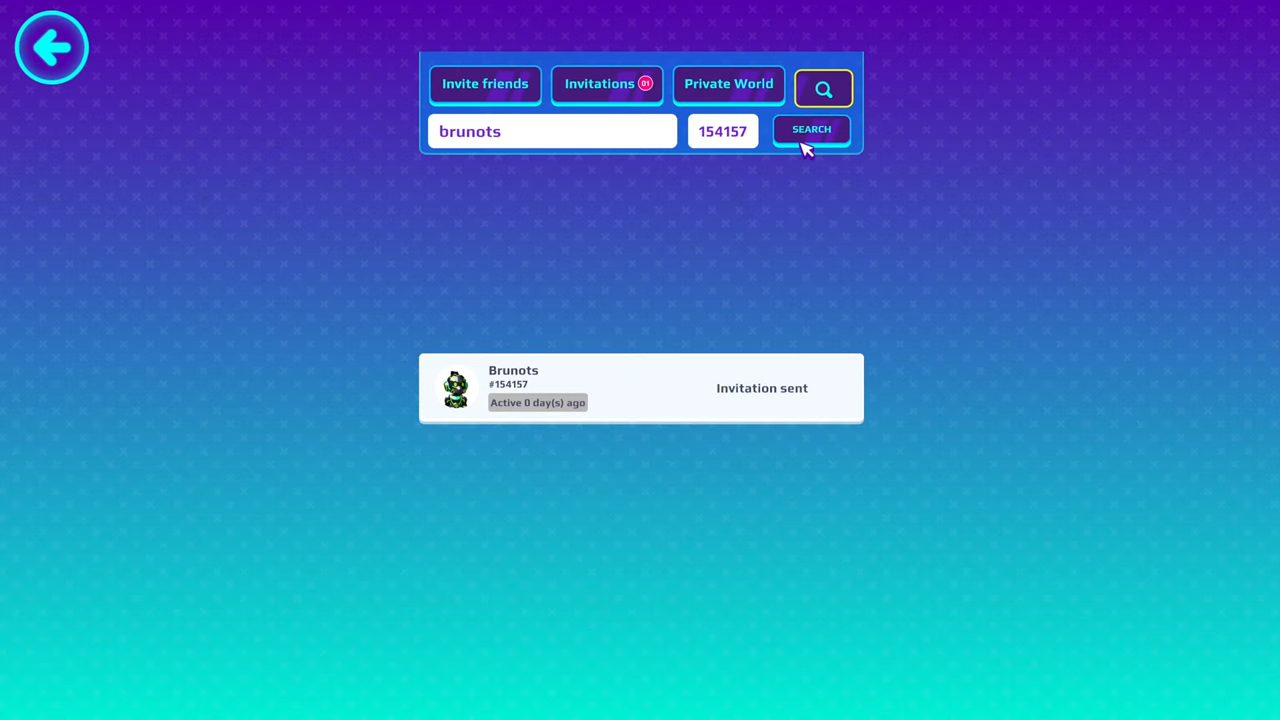 Invite friends
Invitations 01
Private World
brunots
154157
SEARCH
Brunots
#154157
Active 0 day(s) ago
Invitation sent